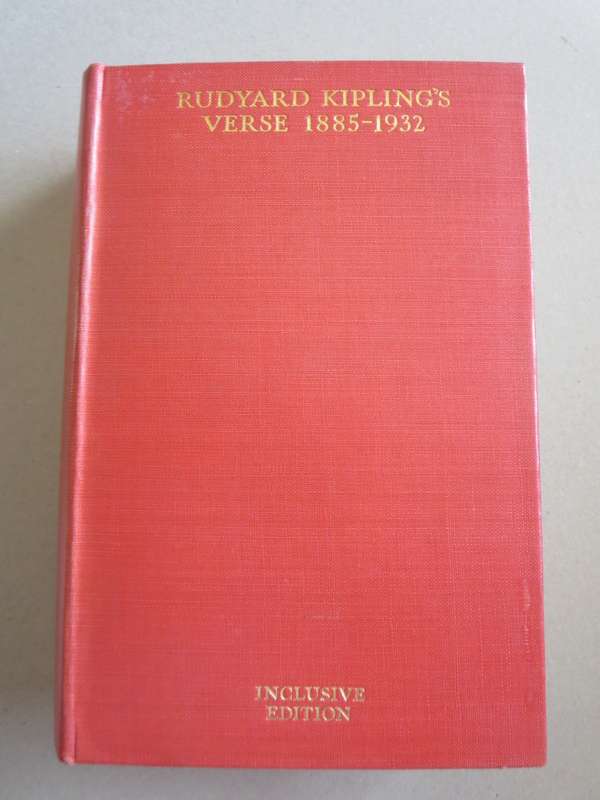 RUDYARD KIPLING'S
VERSE 1885-1932
INCLUSIVE
EDITION